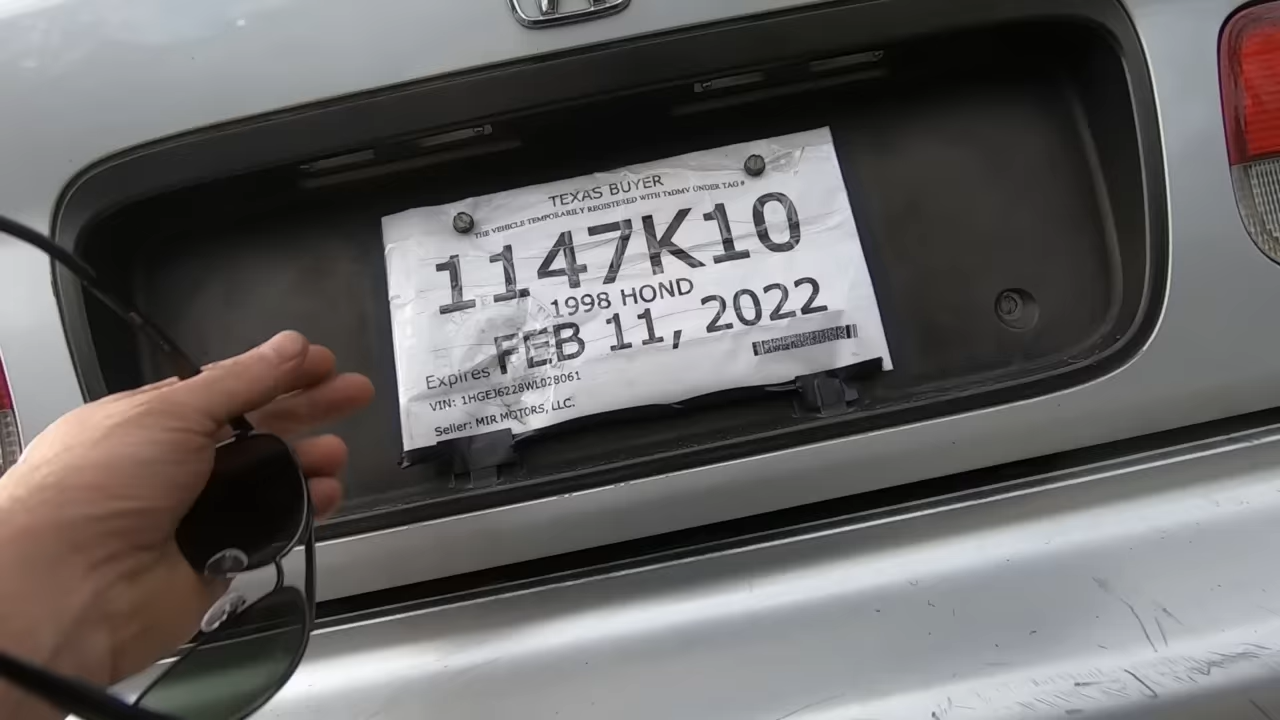 TEXAS BUYER
THE VEHICLE TEMPORARILY REGISTERED WITH TxDMV UNDER TAG #
1147K10
1998 HOND
Expires FEB 11, 2022
VIN: 1HGEJ6228WL028061
Seller: MIR MOTORS, LLC.